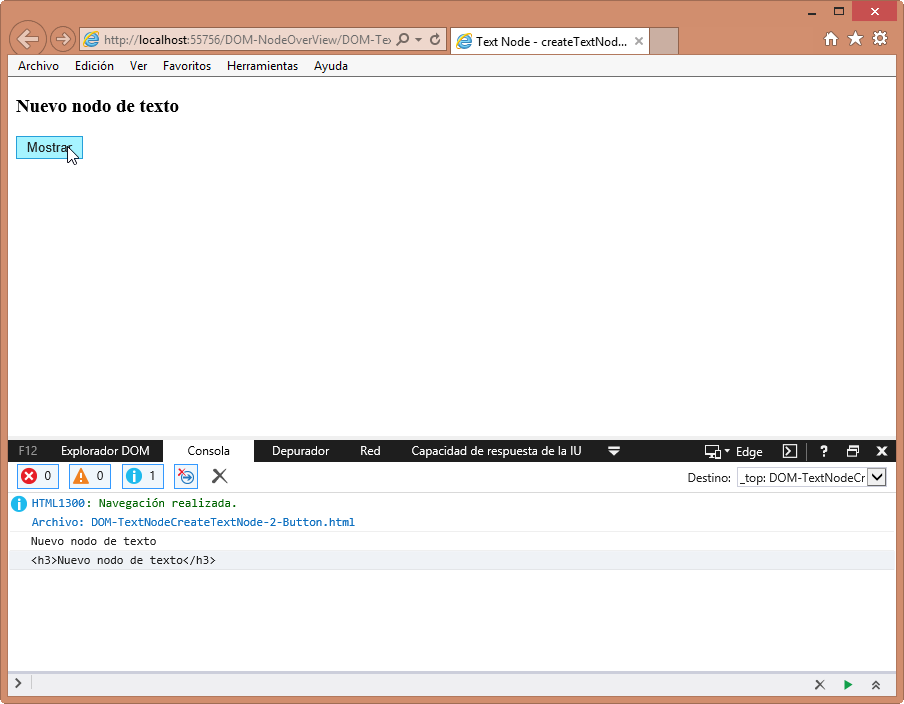 http://localhost:55756/DOM-NodeOverView/DOM-Te
Text Node - createTextNod...
Archivo Edición Ver Favoritos Herramientas Ayuda
Nuevo nodo de texto
Mostrar
F12 Explorador DOM Consola Depurador Red Capacidad de respuesta de la IU Edge ?
0 0 1 Destino: _top: DOM-TextNodeCr
HTML1300: Navegación realizada.
Archivo: DOM-TextNodeCreateTextNode-2-Button.html
Nuevo nodo de texto
<h3>Nuevo nodo de texto</h3>